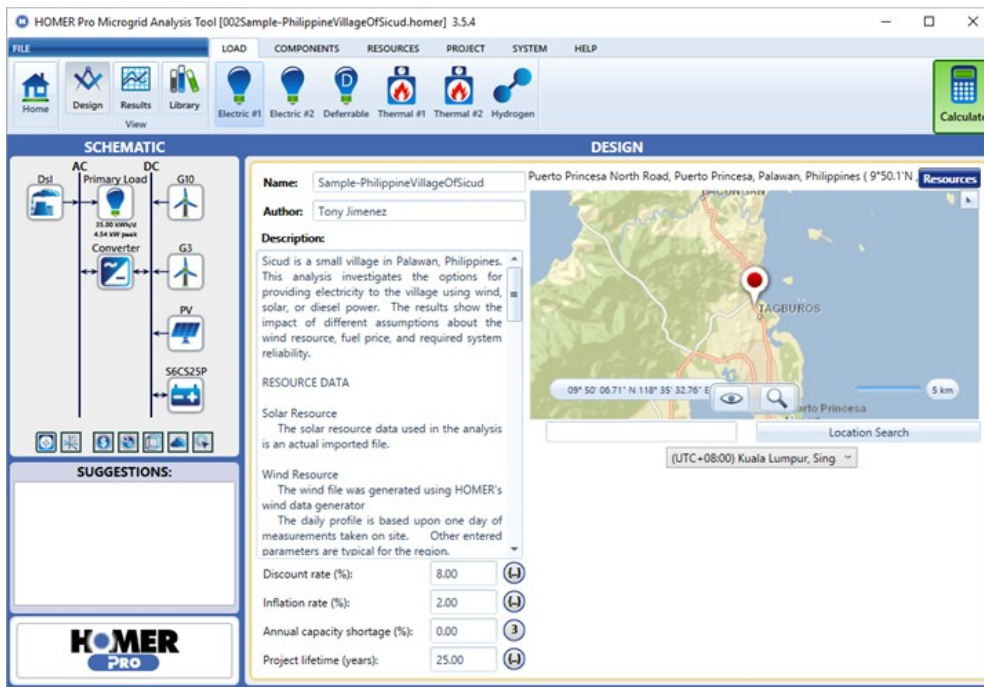 HOMER Pro Microgrid Analysis Tool [002Sample-PhilippineVillageOfSicud.homer] 3.5.4
FILE
LOAD COMPONENTS RESOURCES PROJECT SYSTEM HELP
Home
Design Results Library
View
Electric #1 Electric #2 Deferrable Thermal #1 Thermal #2 Hydrogen
D
Calculate
SCHEMATIC
AC DC
Dsl Primary Load G10
35.00 kWh/d
4.54 kW peak
Converter G3
PV
S6CS25P
SUGGESTIONS:
HOMER
PRO
DESIGN
Name: Sample-PhilippineVillageOfSicud
Author: Tony Jimenez
Description:
Sicud is a small village in Palawan, Philippines.
This analysis investigates the options for
providing electricity to the village using wind,
solar, or diesel power. The results show the
impact of different assumptions about the
wind resource, fuel price, and required system
reliability.
RESOURCE DATA
Solar Resource
The solar resource data used in the analysis
is an actual imported file.
Wind Resource
The wind file was generated using HOMER's
wind data generator
The daily profile is based upon one day of
measurements taken on site. Other entered
parameters are typical for the region.
Discount rate (%): 8.00 {..}
Inflation rate (%): 2.00 {..}
Annual capacity shortage (%): 0.00 3
Project lifetime (years): 25.00 {..}
Puerto Princesa North Road, Puerto Princesa, Palawan, Philippines ( 9°50.1'N , Resources
BACUNGAN
TAGBUROS
09° 50' 06.71" N 118° 35' 32.76" E
5 km
erto Princesa
Location Search
(UTC+08:00) Kuala Lumpur, Sing